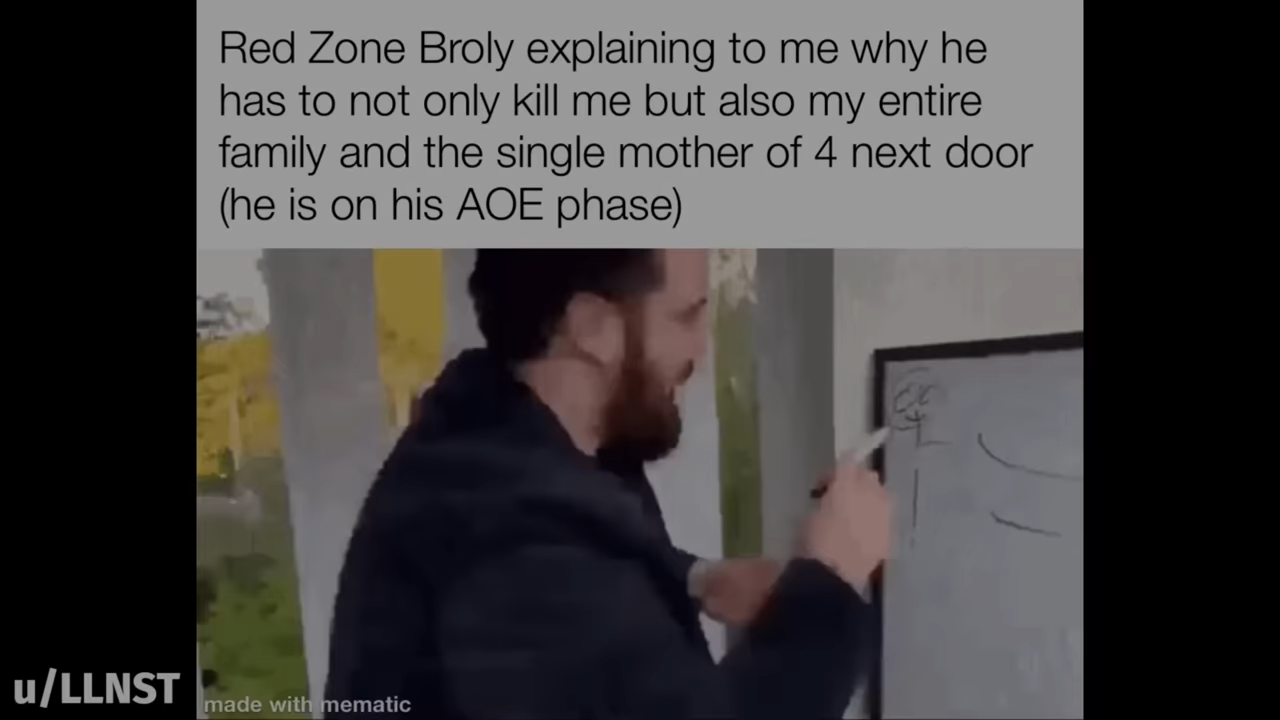 Red Zone Broly explaining to me why he
has to not only kill me but also my entire
family and the single mother of 4 next door
(he is on his AOE phase)
u/LLNST
made with mematic